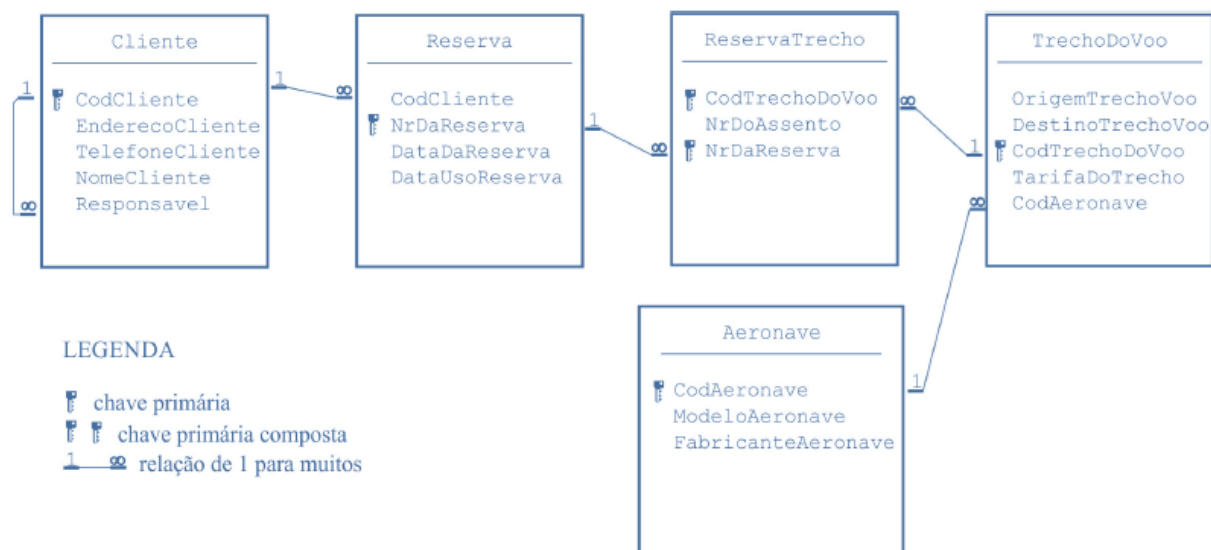 Cliente
CodCliente
EnderecoCliente
TelefoneCliente
NomeCliente
Responsavel
1
∞
1
∞
Reserva
CodCliente
NrDaReserva
DataDaReserva
DataUsoReserva
1
∞
ReservaTrecho
CodTrechoDoVoo
NrDoAssento
NrDaReserva
∞
1
TrechoDoVoo
OrigemTrechoVoo
DestinoTrechoVoo
CodTrechoDoVoo
TarifaDoTrecho
CodAeronave
∞
1
Aeronave
CodAeronave
ModeloAeronave
FabricanteAeronave
LEGENDA
chave primária
chave primária composta
1 ∞ relação de 1 para muitos